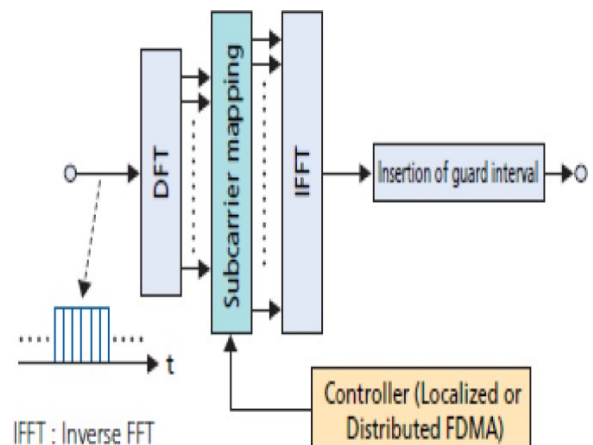 DFT
Subcarrier mapping
IFFT
Insertion of guard interval
t
Controller (Localized or
Distributed FDMA)
IFFT : Inverse FFT